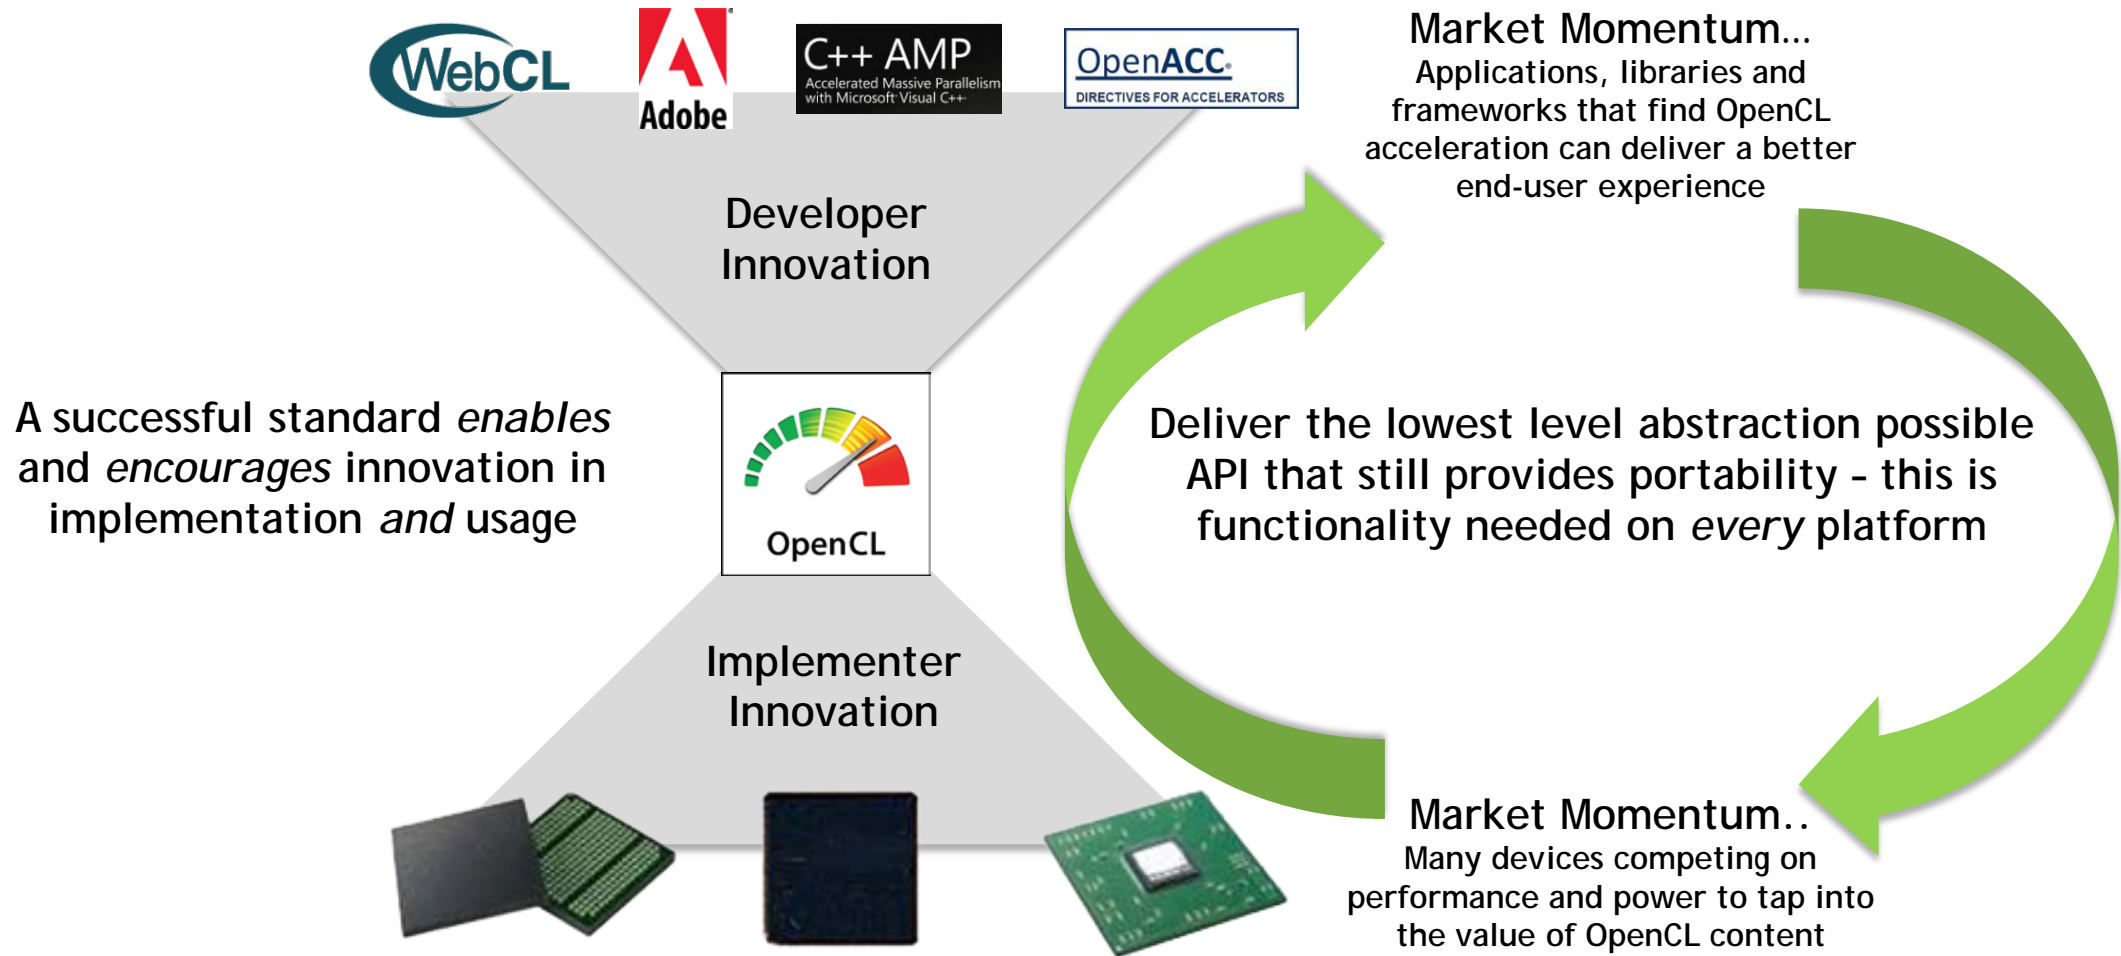 WebCL
Adobe
C++ AMP
Accelerated Massive Parallelism
with Microsoft Visual C++
OpenACC
DIRECTIVES FOR ACCELERATORS
Market Momentum...
Applications, libraries and
frameworks that find OpenCL
acceleration can deliver a better
end-user experience
Developer
Innovation
A successful standard enables
and encourages innovation in
implementation and usage
OpenCL
Deliver the lowest level abstraction possible
API that still provides portability - this is
functionality needed on every platform
Implementer
Innovation
Market Momentum..
Many devices competing on
performance and power to tap into
the value of OpenCL content